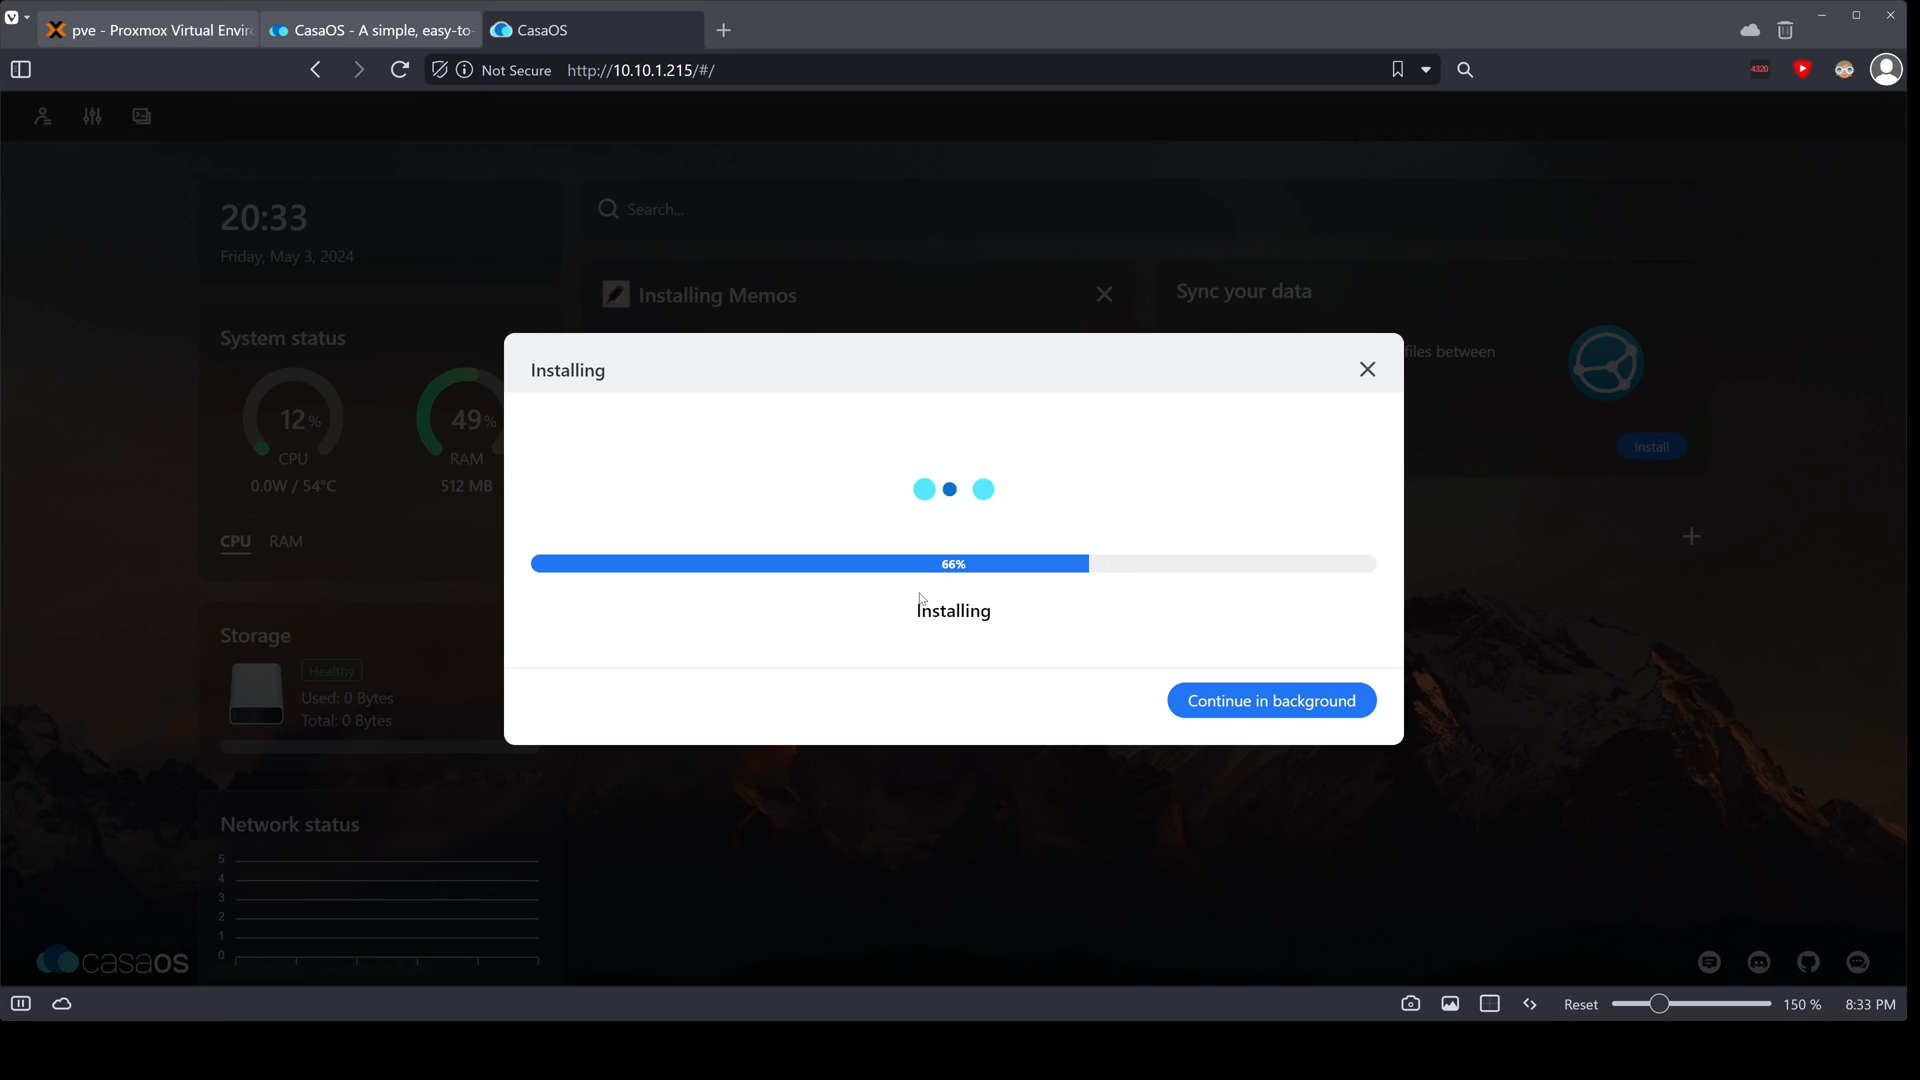 pve - Proxmox Virtual Envir
CasaOS - A simple, easy-to-
CasaOS
Not Secure
http://10.10.1.215/#/
4320
20:33
Friday, May 3, 2024
Search...
Installing Memos
Sync your data
System status
files between
Installing
12%
CPU
0.0W / 54°C
49%
RAM
512 MB
Install
CPU
RAM
66%
Installing
Storage
Healthy
Used: 0 Bytes
Total: 0 Bytes
Continue in background
Network status
5
4
3
2
1
0
casaOS
Reset
150 %
8:33 PM